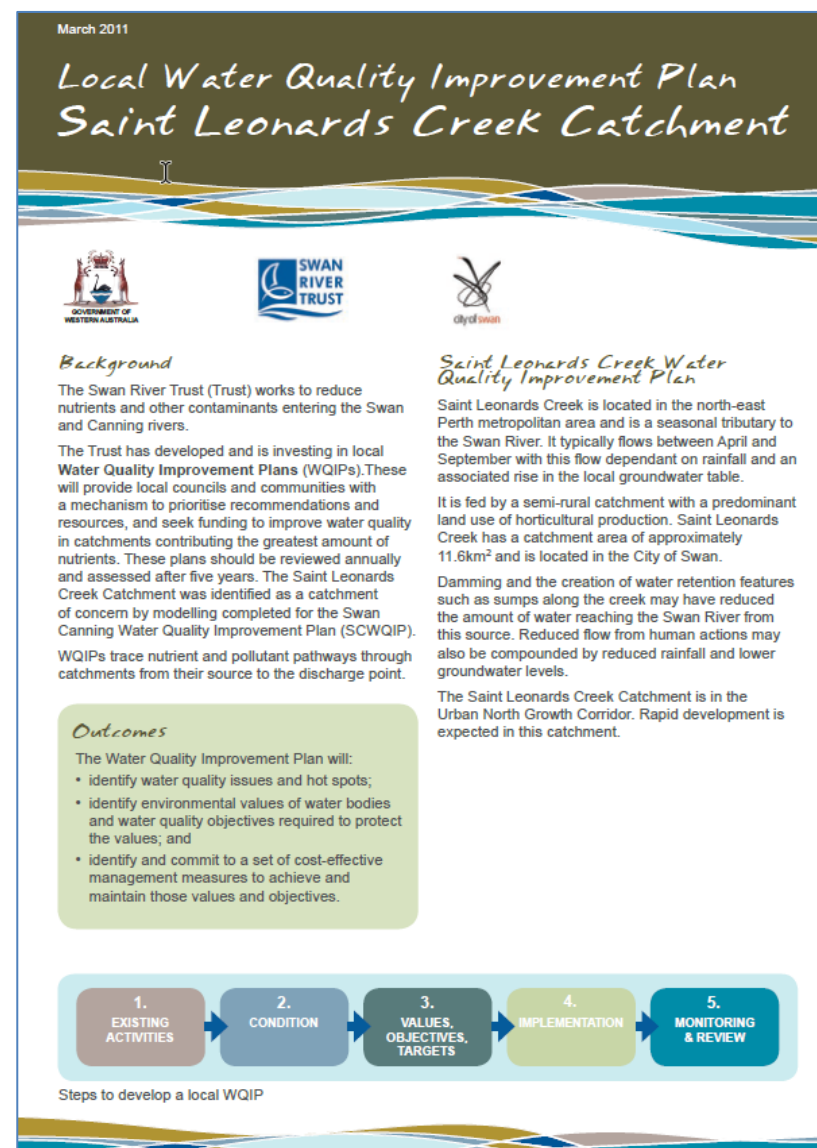 March 2011
Local Water Quality Improvement Plan
Saint Leonards Creek Catchment
GOVERNMENT OF
WESTERN AUSTRALIA
SWAN
RIVER
TRUST
city of swan
Background
The Swan River Trust (Trust) works to reduce
nutrients and other contaminants entering the Swan
and Canning rivers.
The Trust has developed and is investing in local
Water Quality Improvement Plans (WQIPs).These
will provide local councils and communities with
a mechanism to prioritise recommendations and
resources, and seek funding to improve water quality
in catchments contributing the greatest amount of
nutrients. These plans should be reviewed annually
and assessed after five years. The Saint Leonards
Creek Catchment was identified as a catchment
of concern by modelling completed for the Swan
Canning Water Quality Improvement Plan (SCWQIP).
WQIPs trace nutrient and pollutant pathways through
catchments from their source to the discharge point.
Outcomes
The Water Quality Improvement Plan will:
• identify water quality issues and hot spots;
• identify environmental values of water bodies
and water quality objectives required to protect
the values; and
• identify and commit to a set of cost-effective
management measures to achieve and
maintain those values and objectives.
Saint Leonards Creek Water
Quality Improvement Plan
Saint Leonards Creek is located in the north-east
Perth metropolitan area and is a seasonal tributary to
the Swan River. It typically flows between April and
September with this flow dependant on rainfall and an
associated rise in the local groundwater table.
It is fed by a semi-rural catchment with a predominant
land use of horticultural production. Saint Leonards
Creek has a catchment area of approximately
11.6km² and is located in the City of Swan.
Damming and the creation of water retention features
such as sumps along the creek may have reduced
the amount of water reaching the Swan River from
this source. Reduced flow from human actions may
also be compounded by reduced rainfall and lower
groundwater levels.
The Saint Leonards Creek Catchment is in the
Urban North Growth Corridor. Rapid development is
expected in this catchment.
1.
EXISTING
ACTIVITIES
2.
CONDITION
3.
VALUES,
OBJECTIVES,
TARGETS
4.
IMPLEMENTATION
5.
MONITORING
& REVIEW
Steps to develop a local WQIP